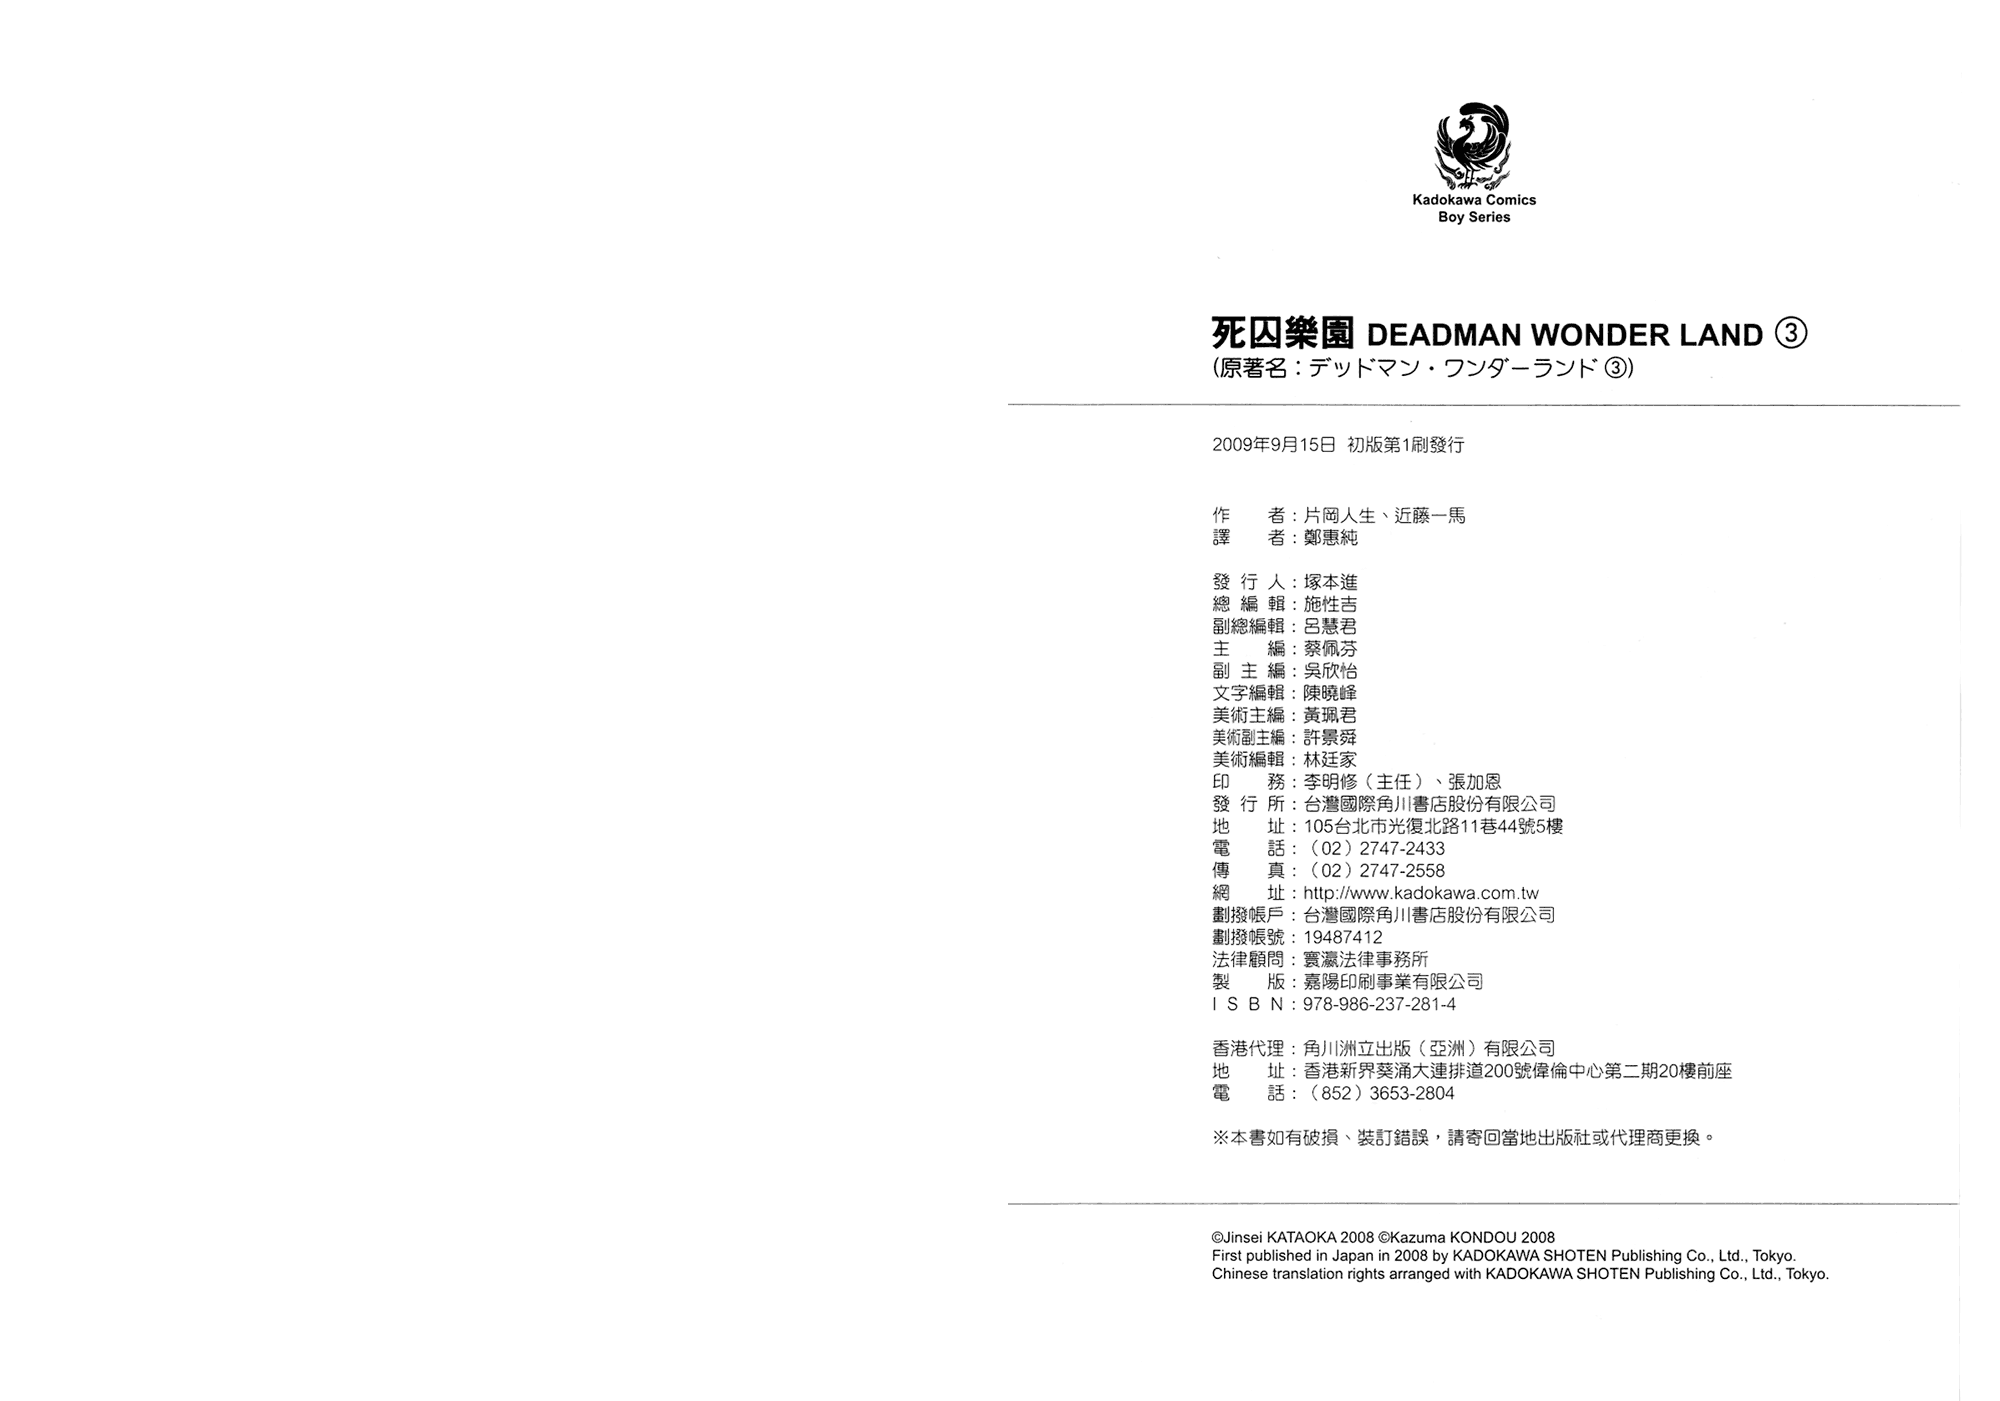 Kadokawa Comics
Boy Series
死囚樂園 DEADMAN WONDER LAND ③
(原著名：デッドマン・ワンダーランド ③)
2009年9月15日 初版第1刷發行
作　　者：片岡人生、近藤一馬
譯　　者：鄭惠純
發 行 人：塚本進
總 編 輯：施性吉
副總編輯：呂慧君
主　　編：蔡佩芬
副 主 編：吳欣怡
文字編輯：陳曉峰
美術主編：黃珮君
美術副主編：許景舜
美術編輯：林廷家
印　　務：李明修（主任）、張加恩
發 行 所：台灣國際角川書店股份有限公司
地　　址：105台北市光復北路11巷44號5樓
電　　話：（02）2747-2433
傳　　真：（02）2747-2558
網　　址：http://www.kadokawa.com.tw
劃撥帳戶：台灣國際角川書店股份有限公司
劃撥帳號：19487412
法律顧問：寰瀛法律事務所
製　　版：嘉陽印刷事業有限公司
I S B N：978-986-237-281-4
香港代理：角川洲立出版（亞洲）有限公司
地　　址：香港新界葵涌大連排道200號偉倫中心第二期20樓前座
電　　話：（852）3653-2804
※本書如有破損、裝訂錯誤，請寄回當地出版社或代理商更換。
©Jinsei KATAOKA 2008 ©Kazuma KONDOU 2008
First published in Japan in 2008 by KADOKAWA SHOTEN Publishing Co., Ltd., Tokyo.
Chinese translation rights arranged with KADOKAWA SHOTEN Publishing Co., Ltd., Tokyo.